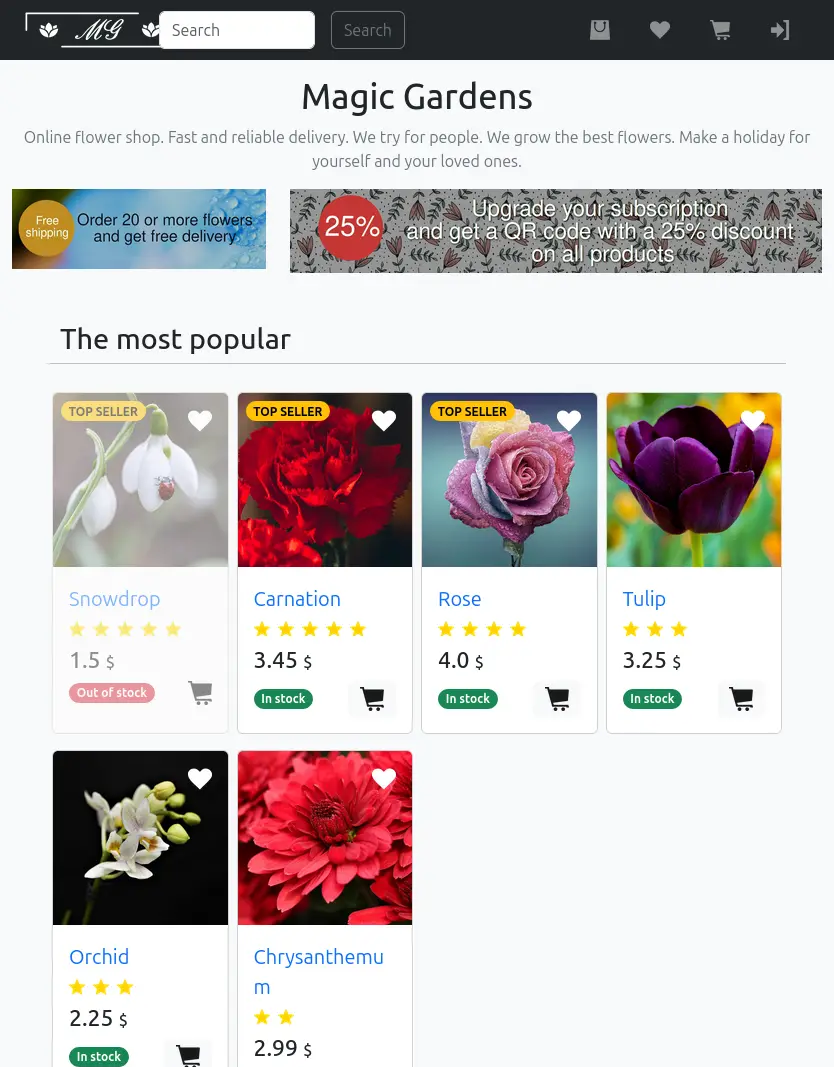 MG
Search
Search
Magic Gardens
Online flower shop. Fast and reliable delivery. We try for people. We grow the best flowers. Make a holiday for
yourself and your loved ones.
Free
shipping
Order 20 or more flowers
and get free delivery
25%
Upgrade your subscription
and get a QR code with a 25% discount
on all products
The most popular
TOP SELLER
TOP SELLER
TOP SELLER
Snowdrop
Carnation
Rose
Tulip
1.5 $
3.45 $
4.0 $
3.25 $
Out of stock
In stock
In stock
In stock
Orchid
Chrysanthemu
m
2.25 $
2.99 $
In stock